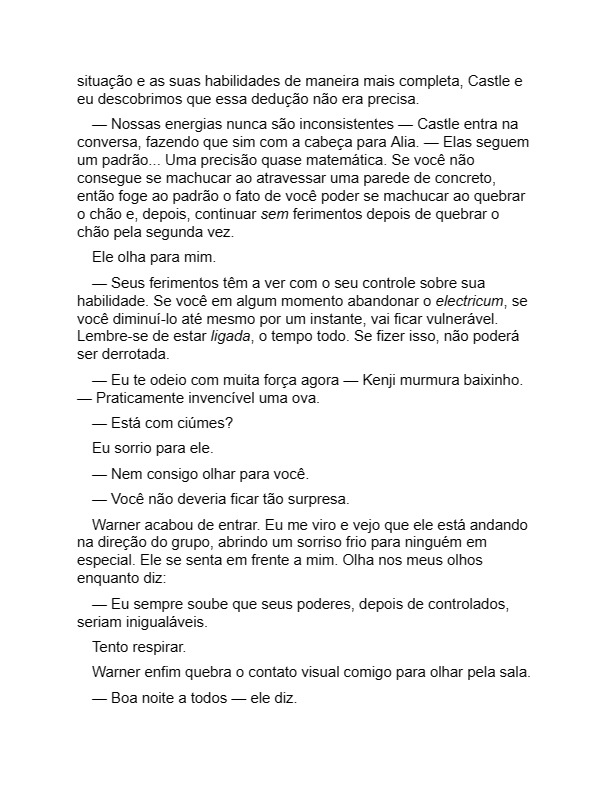 situação e as suas habilidades de maneira mais completa, Castle e
eu descobrimos que essa dedução não era precisa.
— Nossas energias nunca são inconsistentes — Castle entra na
conversa, fazendo que sim com a cabeça para Alia. — Elas seguem
um padrão... Uma precisão quase matemática. Se você não
consegue se machucar ao atravessar uma parede de concreto,
então foge ao padrão o fato de você poder se machucar ao quebrar
o chão e, depois, continuar sem ferimentos depois de quebrar o
chão pela segunda vez.
Ele olha para mim.
— Seus ferimentos têm a ver com o seu controle sobre sua
habilidade. Se você em algum momento abandonar o electricum, se
você diminuí-lo até mesmo por um instante, vai ficar vulnerável.
Lembre-se de estar ligada, o tempo todo. Se fizer isso, não poderá
ser derrotada.
— Eu te odeio com muita força agora — Kenji murmura baixinho.
— Praticamente invencível uma ova.
— Está com ciúmes?
Eu sorrio para ele.
— Nem consigo olhar para você.
— Você não deveria ficar tão surpresa.
Warner acabou de entrar. Eu me viro e vejo que ele está andando
na direção do grupo, abrindo um sorriso frio para ninguém em
especial. Ele se senta em frente a mim. Olha nos meus olhos
enquanto diz:
— Eu sempre soube que seus poderes, depois de controlados,
seriam inigualáveis.
Tento respirar.
Warner enfim quebra o contato visual comigo para olhar pela sala.
— Boa noite a todos — ele diz.